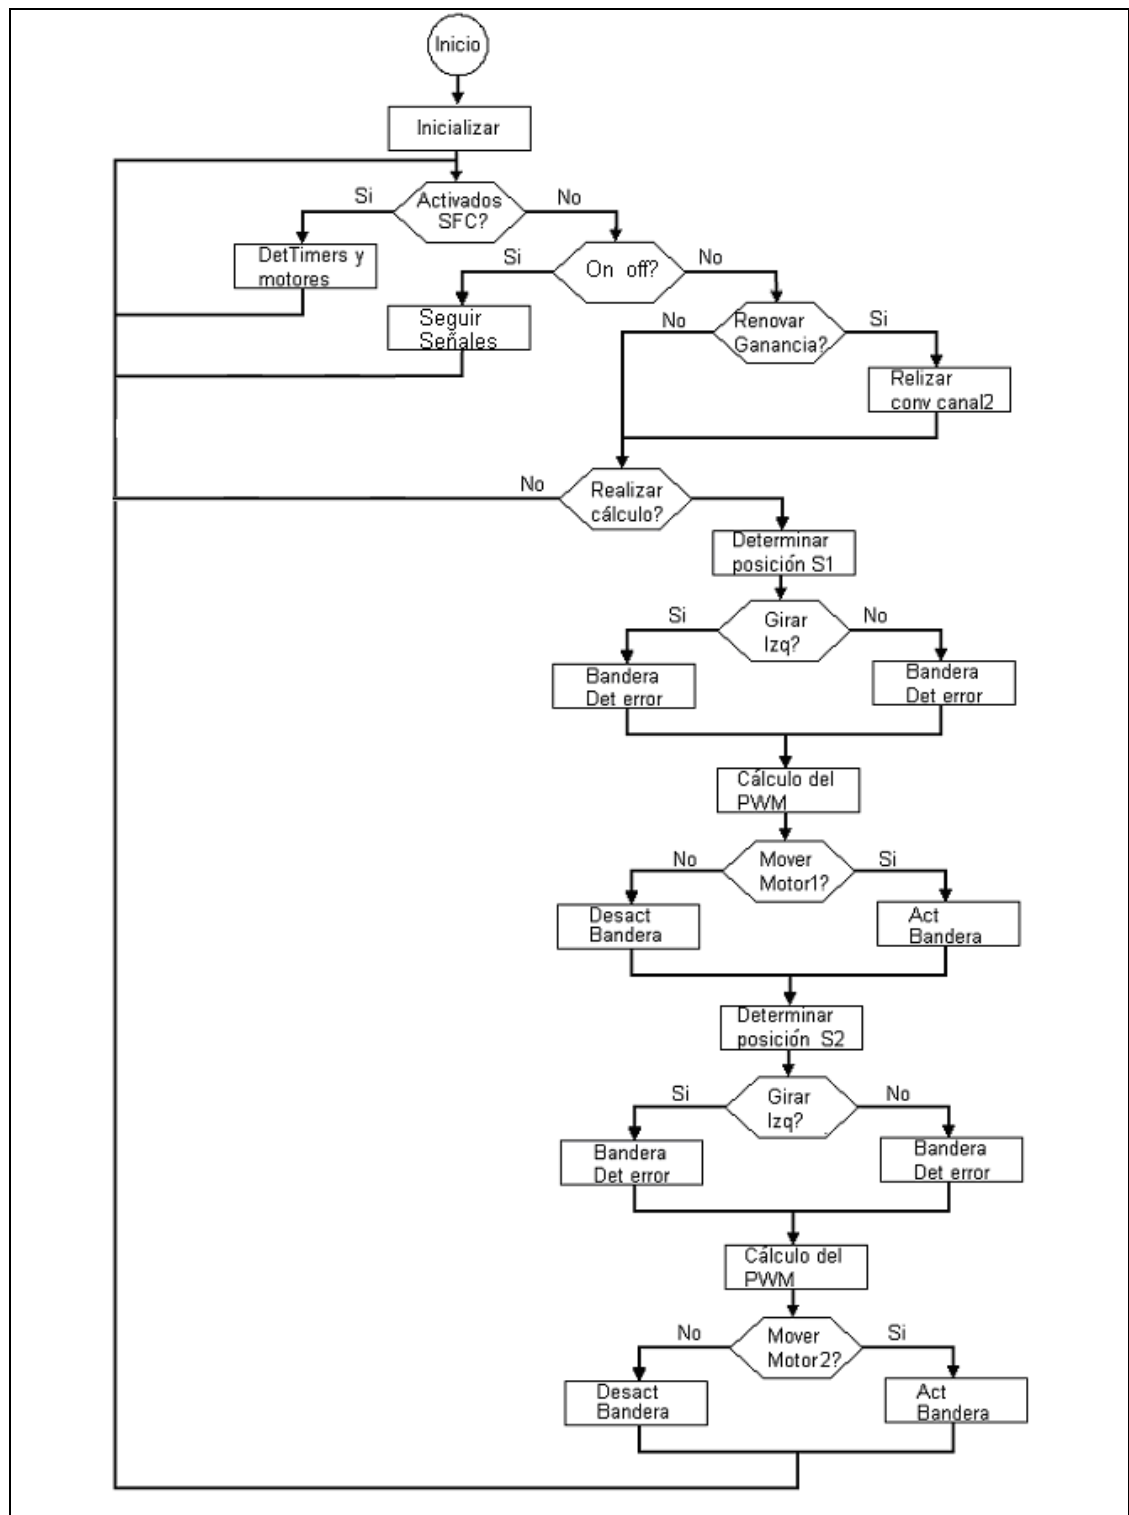 Inicio
Inicializar
Si
Activados
SFC?
No
DetTimers y
motores
Si
On off?
No
Seguir
Señales
No
Renovar
Ganancia?
Si
Relizar
conv canal2
No
Realizar
cálculo?
Determinar
posición S1
Si
Girar
Izq?
No
Bandera
Det error
Bandera
Det error
Cálculo del
PWM
No
Mover
Motor1?
Si
Desact
Bandera
Act
Bandera
Determinar
posición S2
Si
Girar
Izq?
No
Bandera
Det error
Bandera
Det error
Cálculo del
PWM
No
Mover
Motor2?
Si
Desact
Bandera
Act
Bandera